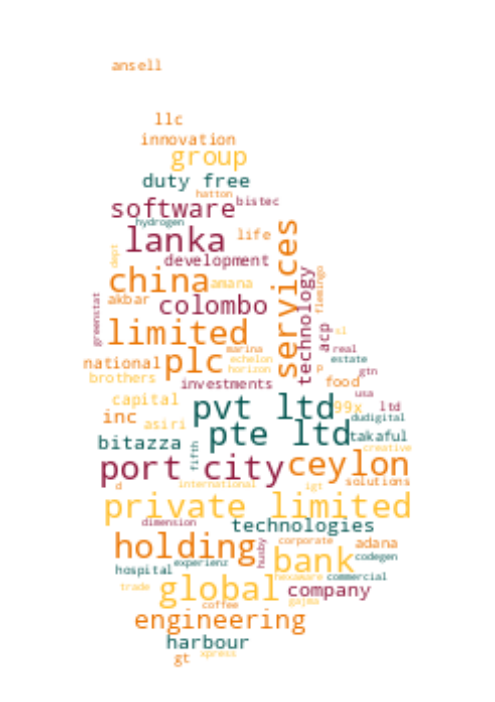 ansell
llc
innovation
group
duty free
hatton
software bistec
hydrogen
lanka life
services
dept development
china amana
technology flamingo
akbar colombo
greenstat
limited acp sl
marina real
national plc echelon estate
horizon p gtn
brothers investments food
usa
capital pvt ltd 99x ltd
inc asiri dudigital
pte ltd takaful
bitazza fifth creative
port city ceylon
d international igt solutions
private limited
dimension technologies
holding husby corporate adana
bank codegen
experienz
hospital hexaware commercial
trade global company
coffee gajma
engineering
harbour
gt xpress